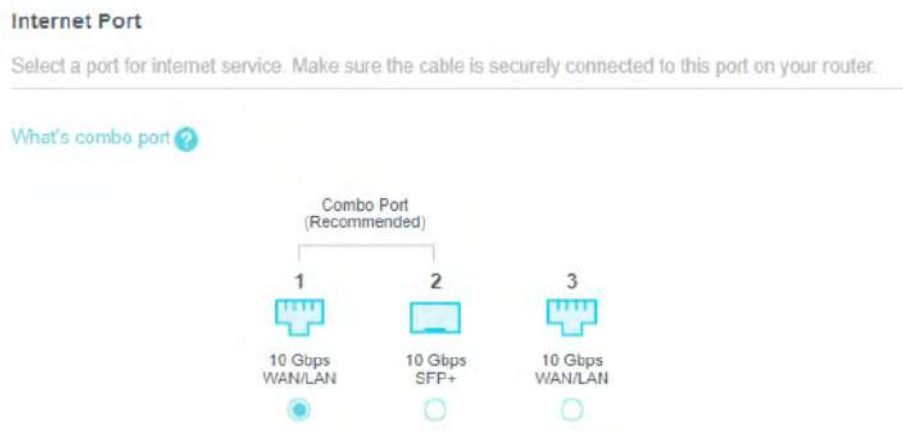 Internet Port
Select a port for internet service. Make sure the cable is securely connected to this port on your router.
What's combo port ?
Combo Port
(Recommended)
1 2 3
10 Gbps 10 Gbps 10 Gbps
WAN/LAN SFP+ WAN/LAN